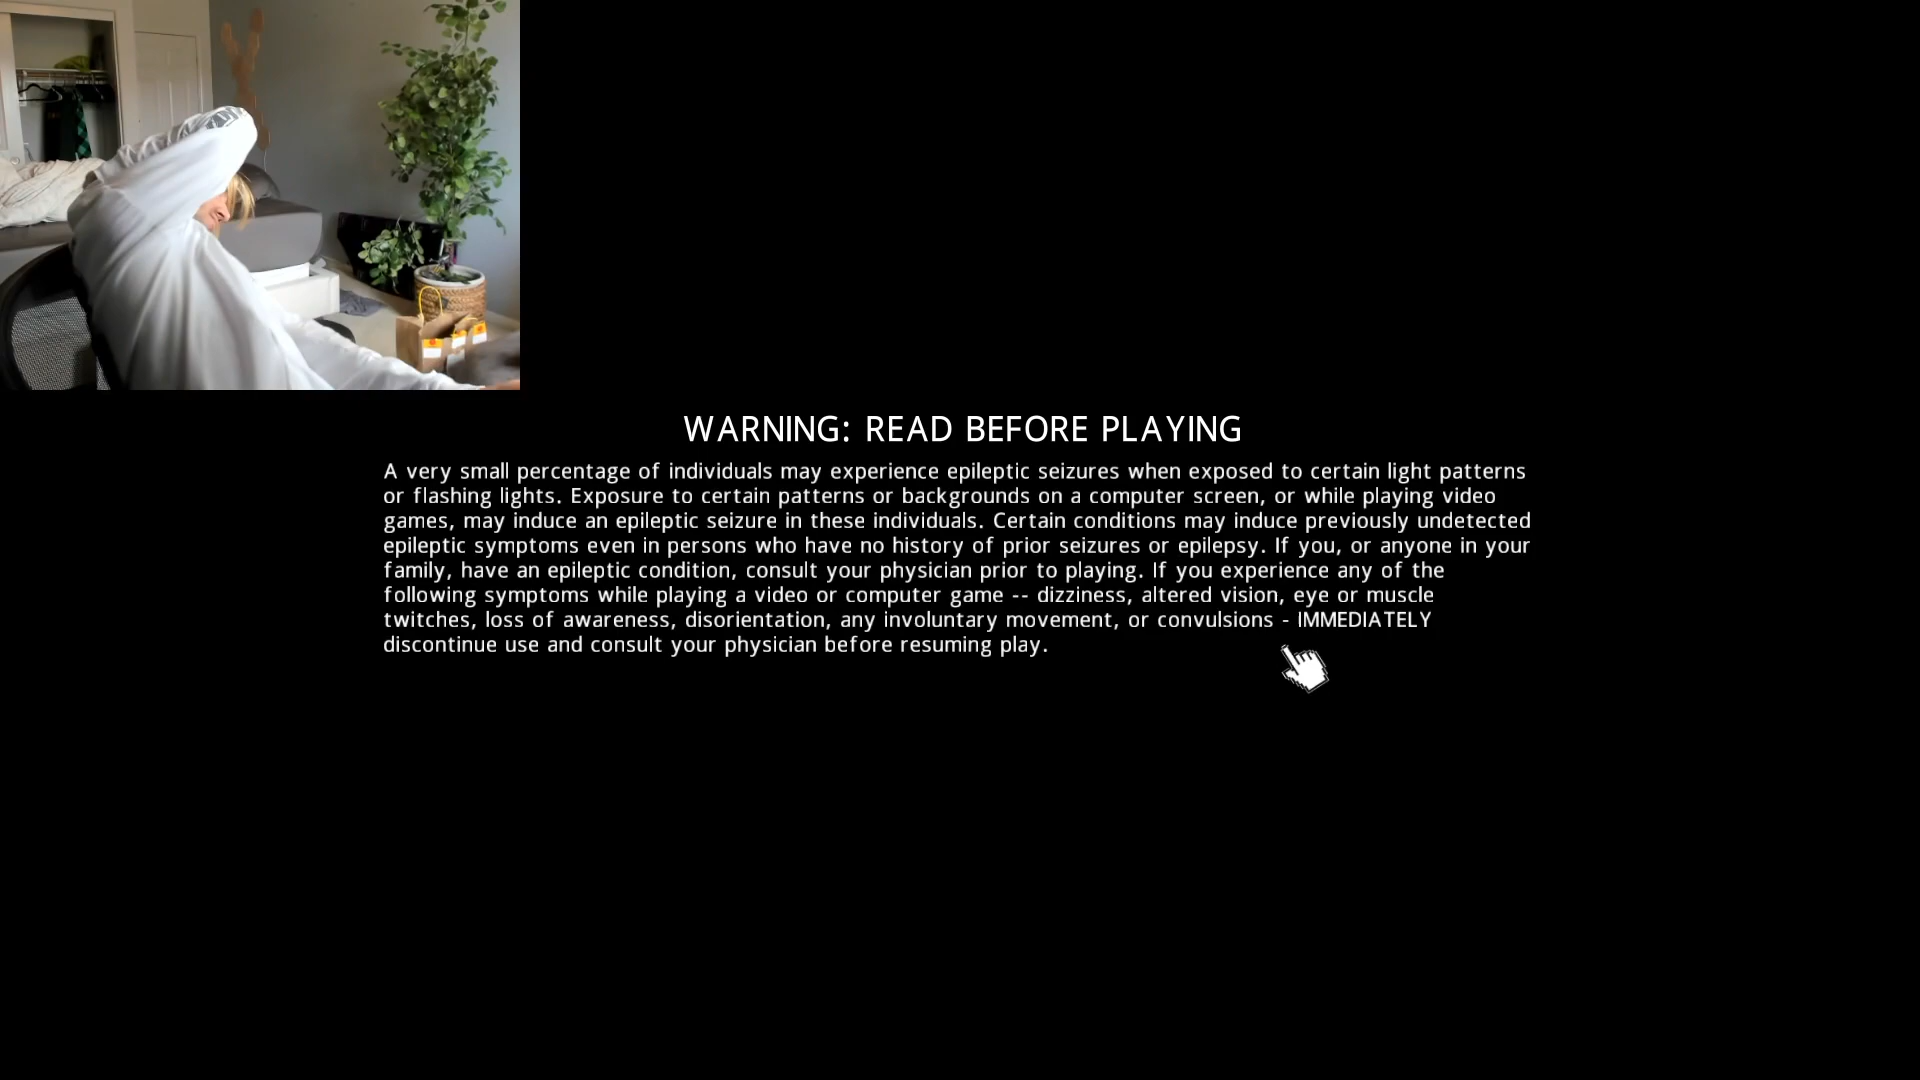 WARNING: READ BEFORE PLAYING
A very small percentage of individuals may experience epileptic seizures when exposed to certain light patterns
or flashing lights. Exposure to certain patterns or backgrounds on a computer screen, or while playing video
games, may induce an epileptic seizure in these individuals. Certain conditions may induce previously undetected
epileptic symptoms even in persons who have no history of prior seizures or epilepsy. If you, or anyone in your
family, have an epileptic condition, consult your physician prior to playing. If you experience any of the
following symptoms while playing a video or computer game -- dizziness, altered vision, eye or muscle
twitches, loss of awareness, disorientation, any involuntary movement, or convulsions - IMMEDIATELY
discontinue use and consult your physician before resuming play.